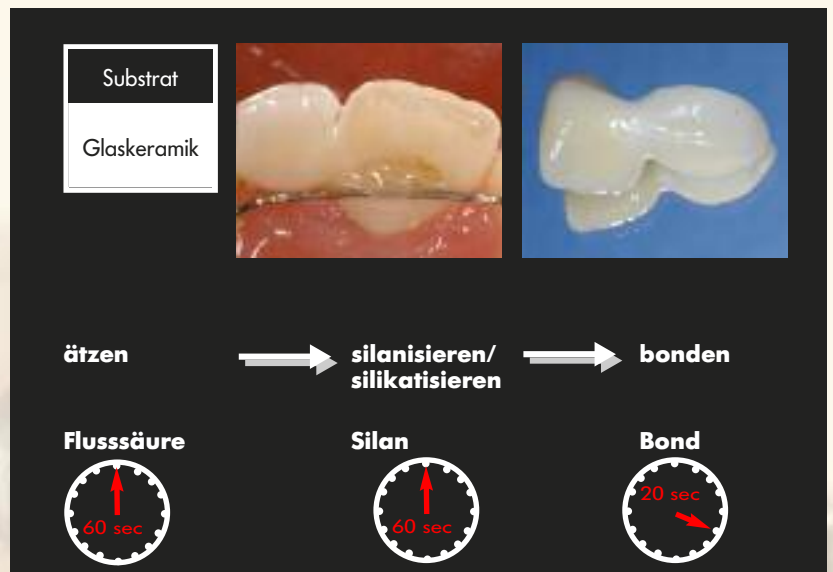 Substrat
Glaskeramik
ätzen
silanisieren/
silikatisieren
bonden
Flusssäure
Silan
Bond
60 sec
60 sec
20 sec